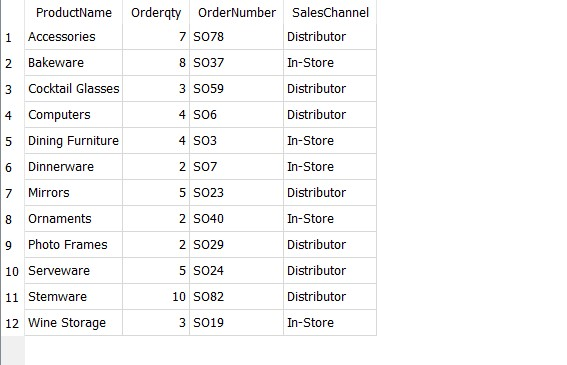 ProductName Orderqty OrderNumber SalesChannel
1 Accessories 7 SO78 Distributor
2 Bakeware 8 SO37 In-Store
3 Cocktail Glasses 3 SO59 Distributor
4 Computers 4 SO6 Distributor
5 Dining Furniture 4 SO3 In-Store
6 Dinnerware 2 SO7 In-Store
7 Mirrors 5 SO23 Distributor
8 Ornaments 2 SO40 In-Store
9 Photo Frames 2 SO29 Distributor
10 Serveware 5 SO24 Distributor
11 Stemware 10 SO82 Distributor
12 Wine Storage 3 SO19 In-Store